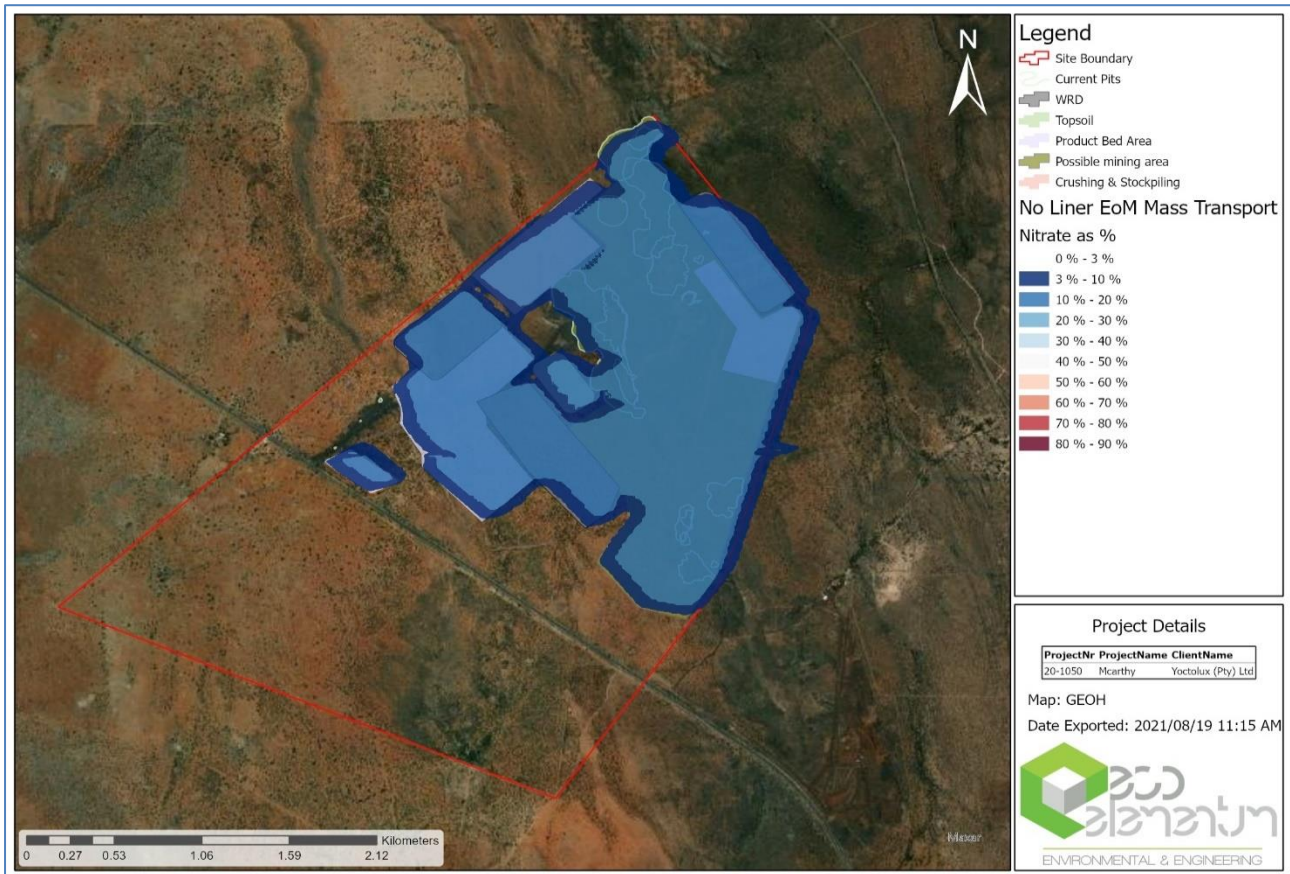 N
Kilometers
0 0.27 0.53 1.06 1.59 2.12
Maxar
Legend
Site Boundary
Current Pits
WRD
Topsoil
Product Bed Area
Possible mining area
Crushing & Stockpiling
No Liner EoM Mass Transport
Nitrate as %
0 % - 3 %
3 % - 10 %
10 % - 20 %
20 % - 30 %
30 % - 40 %
40 % - 50 %
50 % - 60 %
60 % - 70 %
70 % - 80 %
80 % - 90 %
Project Details
ProjectNr ProjectName ClientName
20-1050 Mcarthy Yoctolux (Pty) Ltd
Map: GEOH
Date Exported: 2021/08/19 11:15 AM
eco
elementum
ENVIRONMENTAL & ENGINEERING